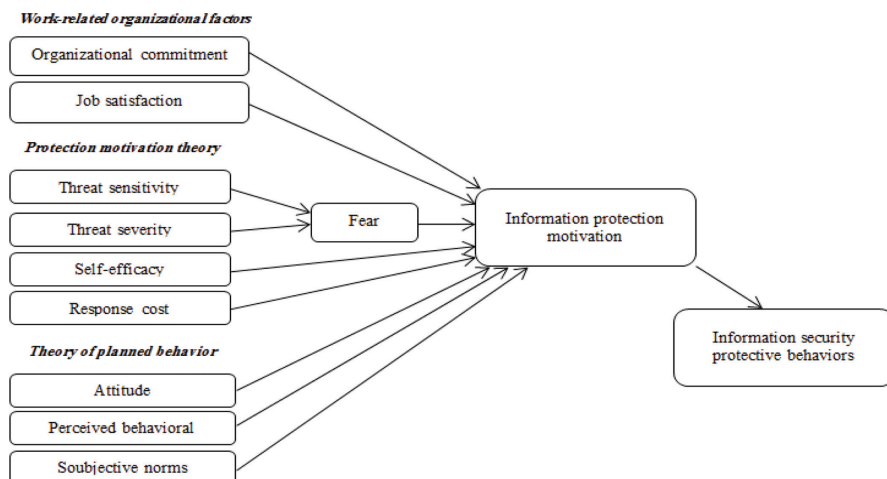 Work-related organizational factors
Organizational commitment
Job satisfaction
Protection motivation theory
Threat sensitivity
Threat severity
Fear
Self-efficacy
Response cost
Information protection
motivation
Information security
protective behaviors
Theory of planned behavior
Attitude
Perceived behavioral
Soubjective norms